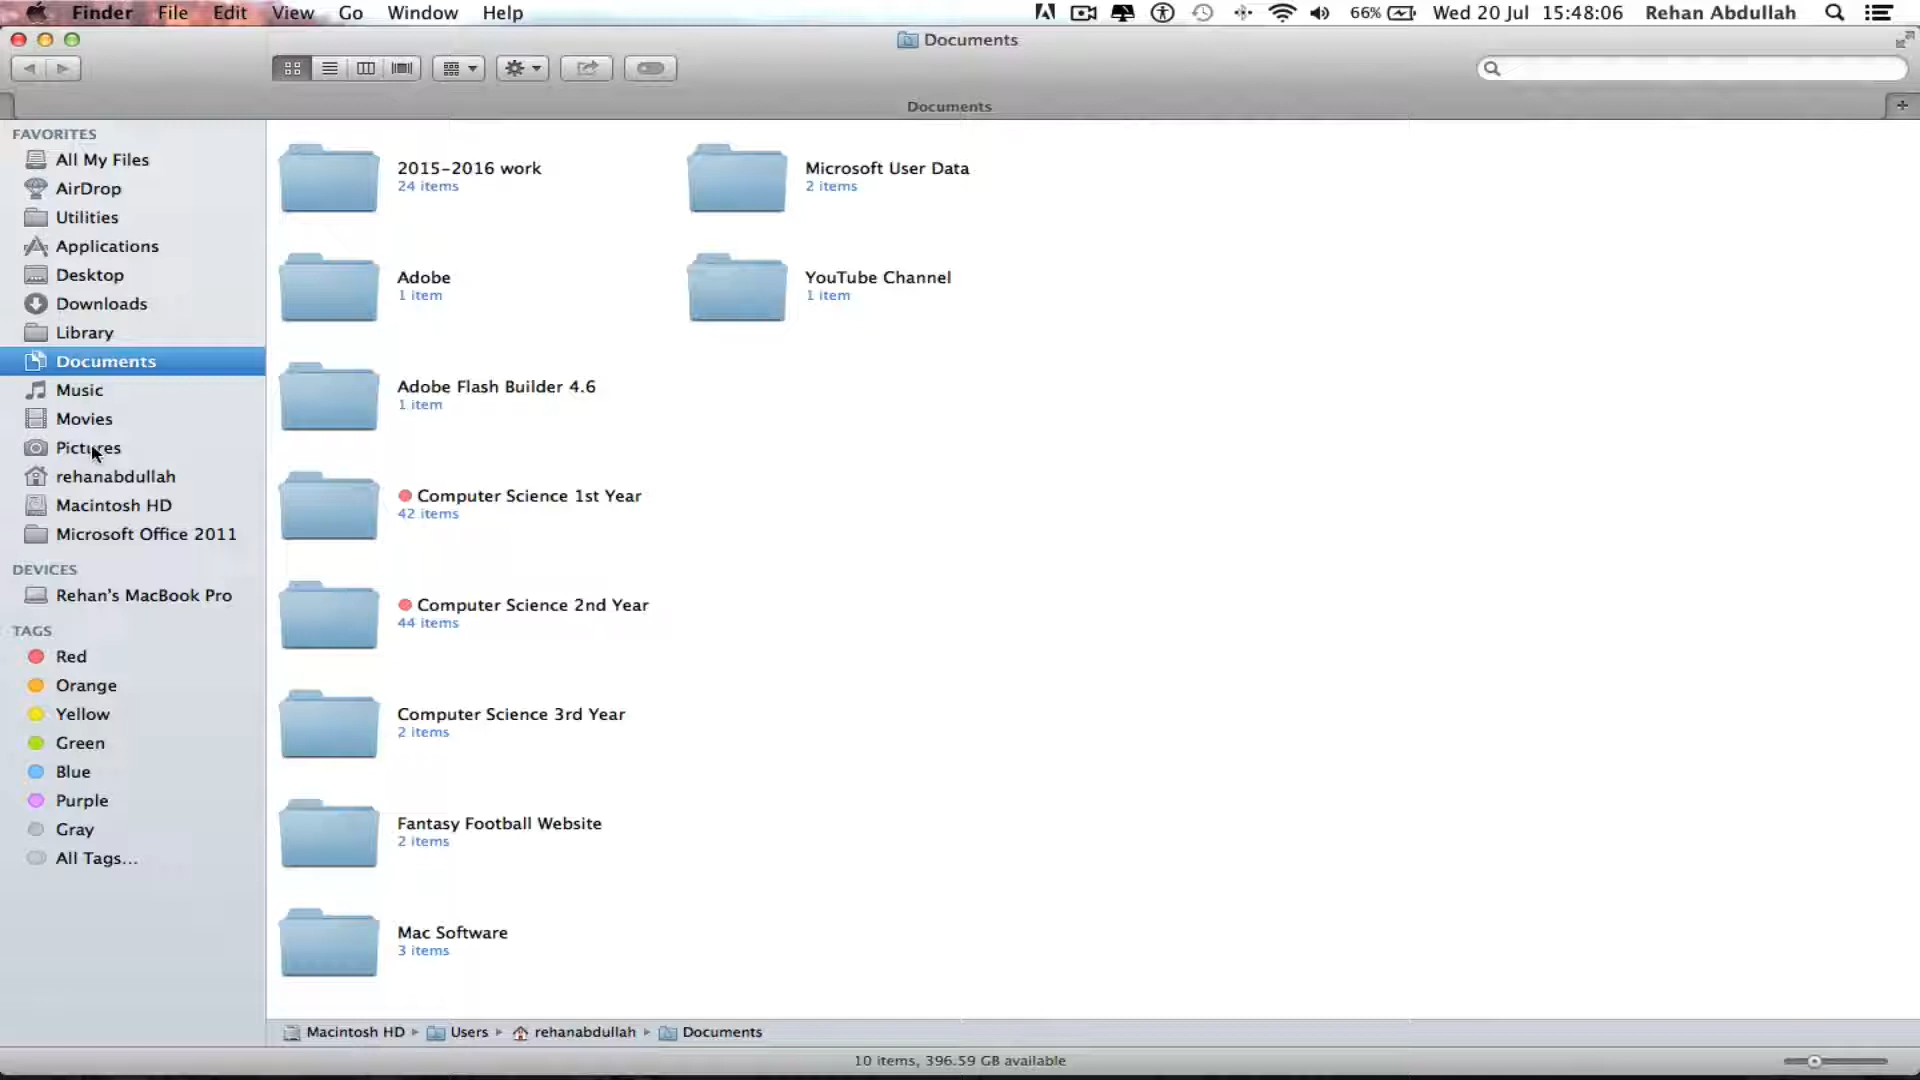 Finder File Edit View Go Window Help 66% Wed 20 Jul 15:48:06 Rehan Abdullah
Documents
Documents
FAVORITES
All My Files
AirDrop
Utilities
Applications
Desktop
Downloads
Library
Documents
Music
Movies
Pictures
rehanabdullah
Macintosh HD
Microsoft Office 2011
DEVICES
Rehan's MacBook Pro
TAGS
Red
Orange
Yellow
Green
Blue
Purple
Gray
All Tags...
2015-2016 work
24 items
Adobe
1 item
Adobe Flash Builder 4.6
1 item
Computer Science 1st Year
42 items
Computer Science 2nd Year
44 items
Computer Science 3rd Year
2 items
Fantasy Football Website
2 items
Mac Software
3 items
Microsoft User Data
2 items
YouTube Channel
1 item
Macintosh HD Users rehanabdullah Documents
10 items, 396.59 GB available